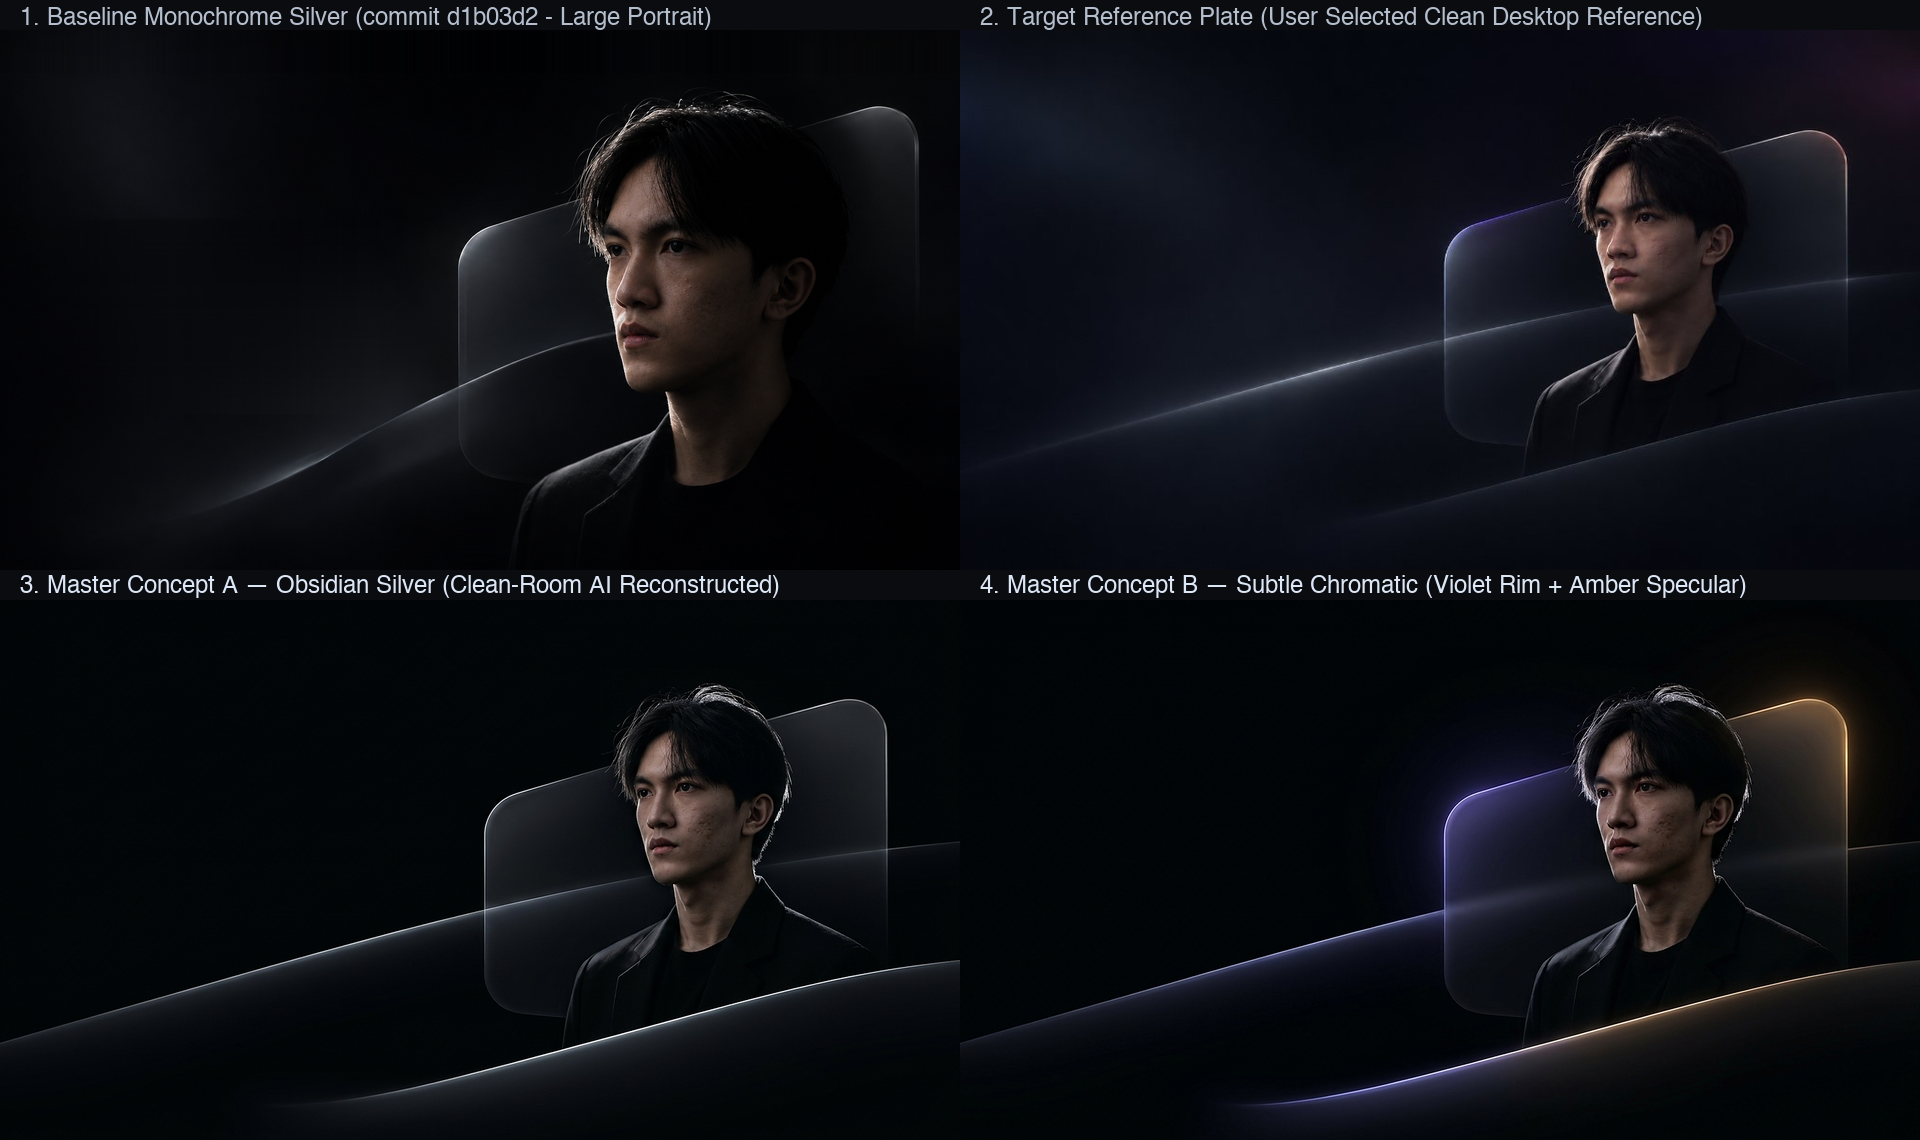 1. Baseline Monochrome Silver (commit d1b03d2 - Large Portrait)
2. Target Reference Plate (User Selected Clean Desktop Reference)
3. Master Concept A — Obsidian Silver (Clean-Room AI Reconstructed)
4. Master Concept B — Subtle Chromatic (Violet Rim + Amber Specular)